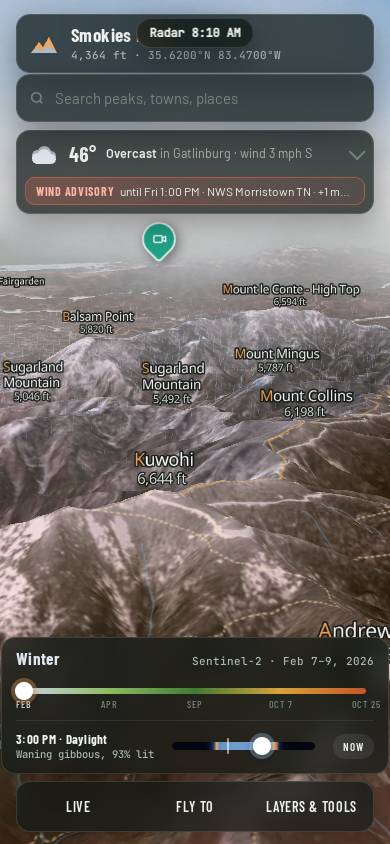 Smokies
Radar 8:10 AM
4,364 ft · 35.6200°N 83.4700°W
Search peaks, towns, places
46° Overcast in Gatlinburg · wind 3 mph S
WIND ADVISORY until Fri 1:00 PM · NWS Morristown TN · +1 m...
Fairgarden
Mount le Conte - High Top
6,594 ft
Balsam Point
5,820 ft
Mount Mingus
5,787 ft
Sugarland
Mountain
5,046 ft
Sugarland
Mountain
5,492 ft
Mount Collins
6,198 ft
Kuwohi
6,644 ft
Andrew
Winter
Sentinel-2 · Feb 7–9, 2026
FEB APR SEP OCT 7 OCT 25
3:00 PM · Daylight
Waning gibbous, 93% lit
NOW
LIVE FLY TO LAYERS & TOOLS